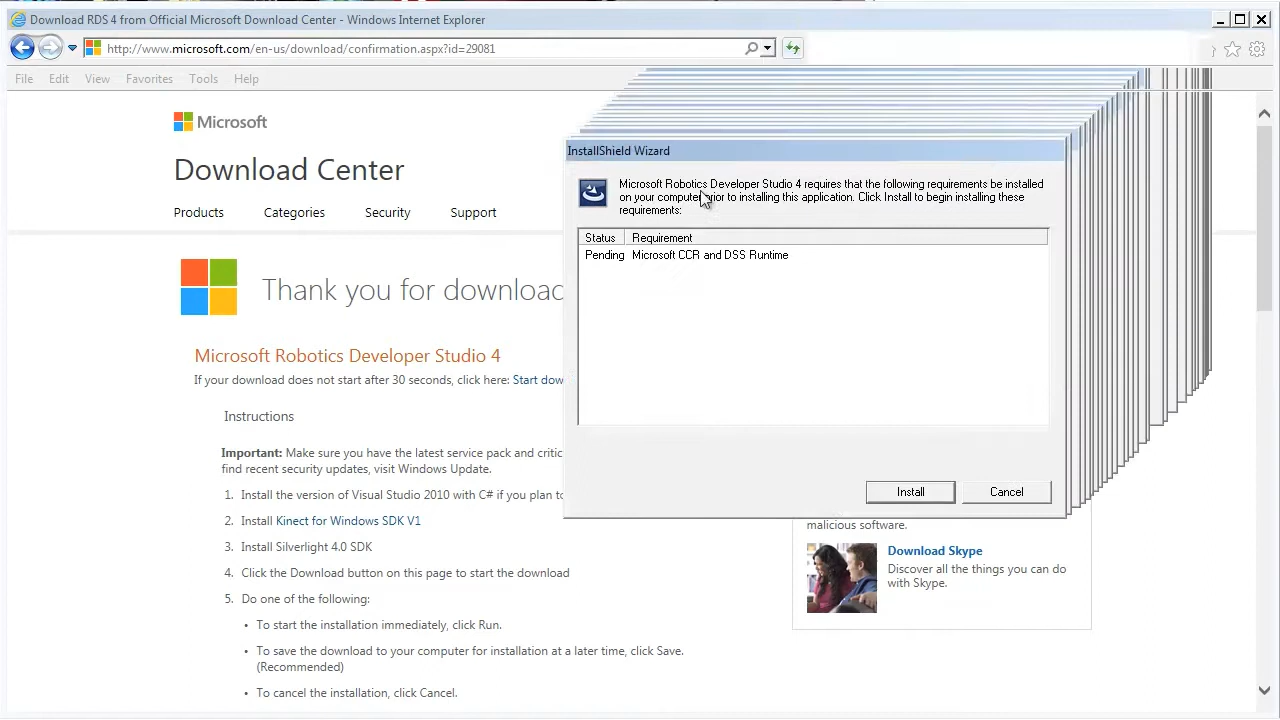 Download RDS 4 from Official Microsoft Download Center - Windows Internet Explorer
http://www.microsoft.com/en-us/download/confirmation.aspx?id=29081
File Edit View Favorites Tools Help
Microsoft
Download Center
Products Categories Security Support
Thank you for download
Microsoft Robotics Developer Studio 4
If your download does not start after 30 seconds, click here: Start dow
Instructions
Important: Make sure you have the latest service pack and critic
find recent security updates, visit Windows Update.
1. Install the version of Visual Studio 2010 with C# if you plan to
2. Install Kinect for Windows SDK V1
3. Install Silverlight 4.0 SDK
4. Click the Download button on this page to start the download
5. Do one of the following:
• To start the installation immediately, click Run.
• To save the download to your computer for installation at a later time, click Save.
(Recommended)
• To cancel the installation, click Cancel.
InstallShield Wizard
Microsoft Robotics Developer Studio 4 requires that the following requirements be installed
on your computer prior to installing this application. Click Install to begin installing these
requirements:
Status Requirement
Pending Microsoft CCR and DSS Runtime
Install Cancel
malicious software.
Download Skype
Discover all the things you can do
with Skype.